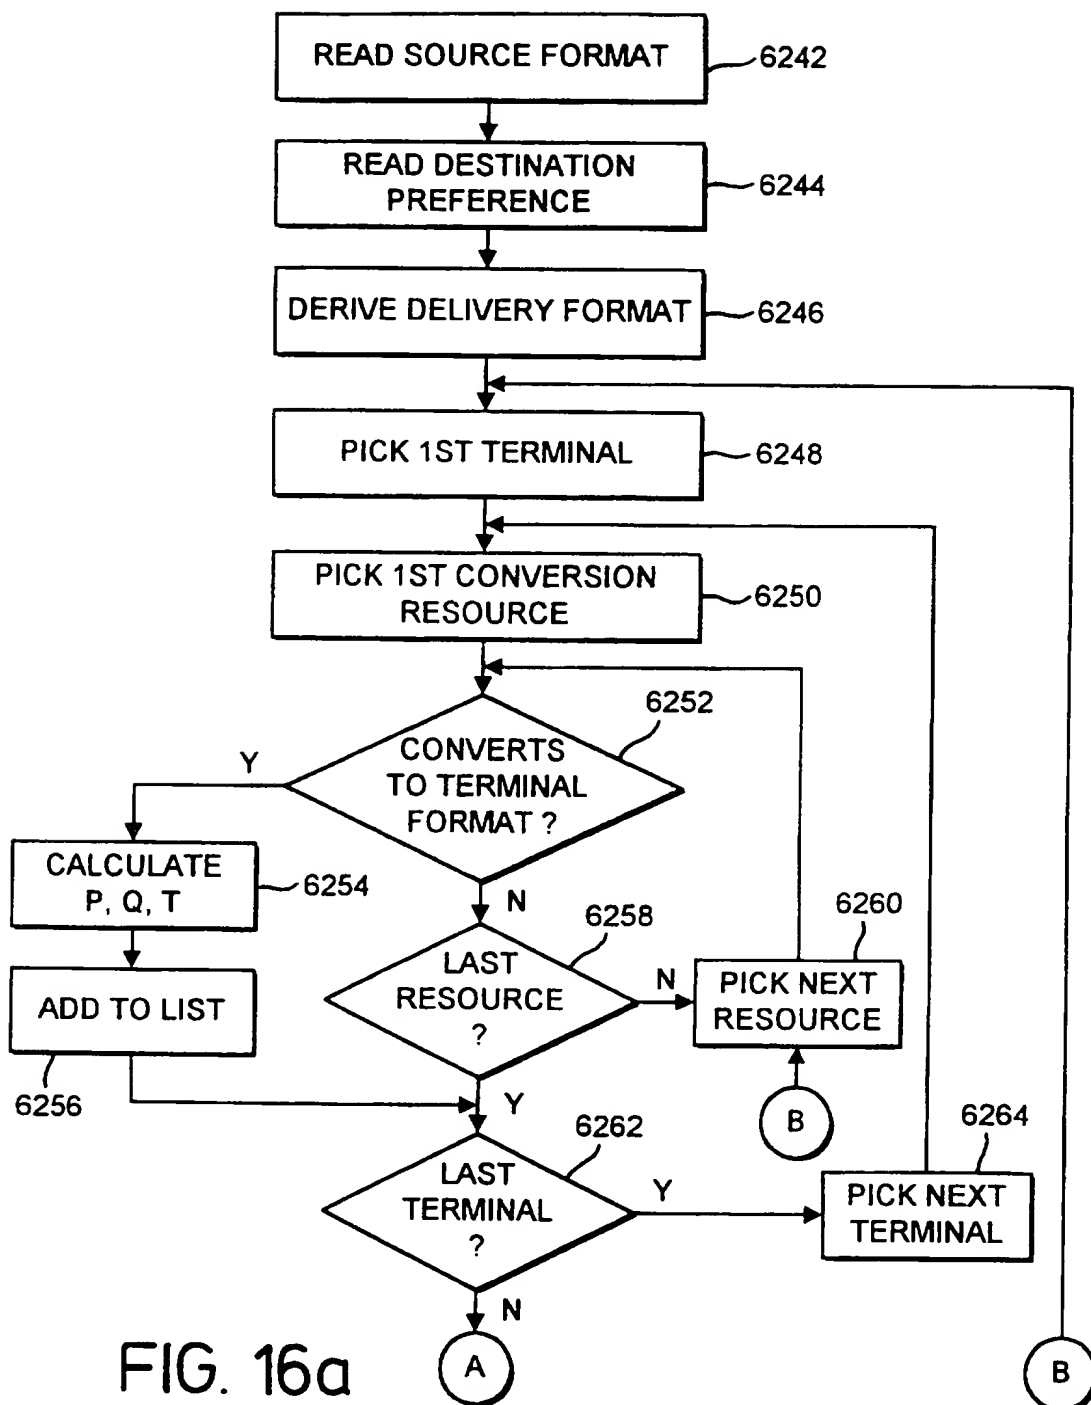 READ SOURCE FORMAT
6242
READ DESTINATION
PREFERENCE
6244
DERIVE DELIVERY FORMAT
6246
PICK 1ST TERMINAL
6248
PICK 1ST CONVERSION
RESOURCE
6250
6252
CONVERTS
TO TERMINAL
FORMAT ?
Y
CALCULATE
P, Q, T
6254
N
6258
6260
LAST
RESOURCE
?
N
PICK NEXT
RESOURCE
ADD TO LIST
6256
Y
B
6262
6264
LAST
TERMINAL
?
Y
PICK NEXT
TERMINAL
N
A
B
FIG. 16a